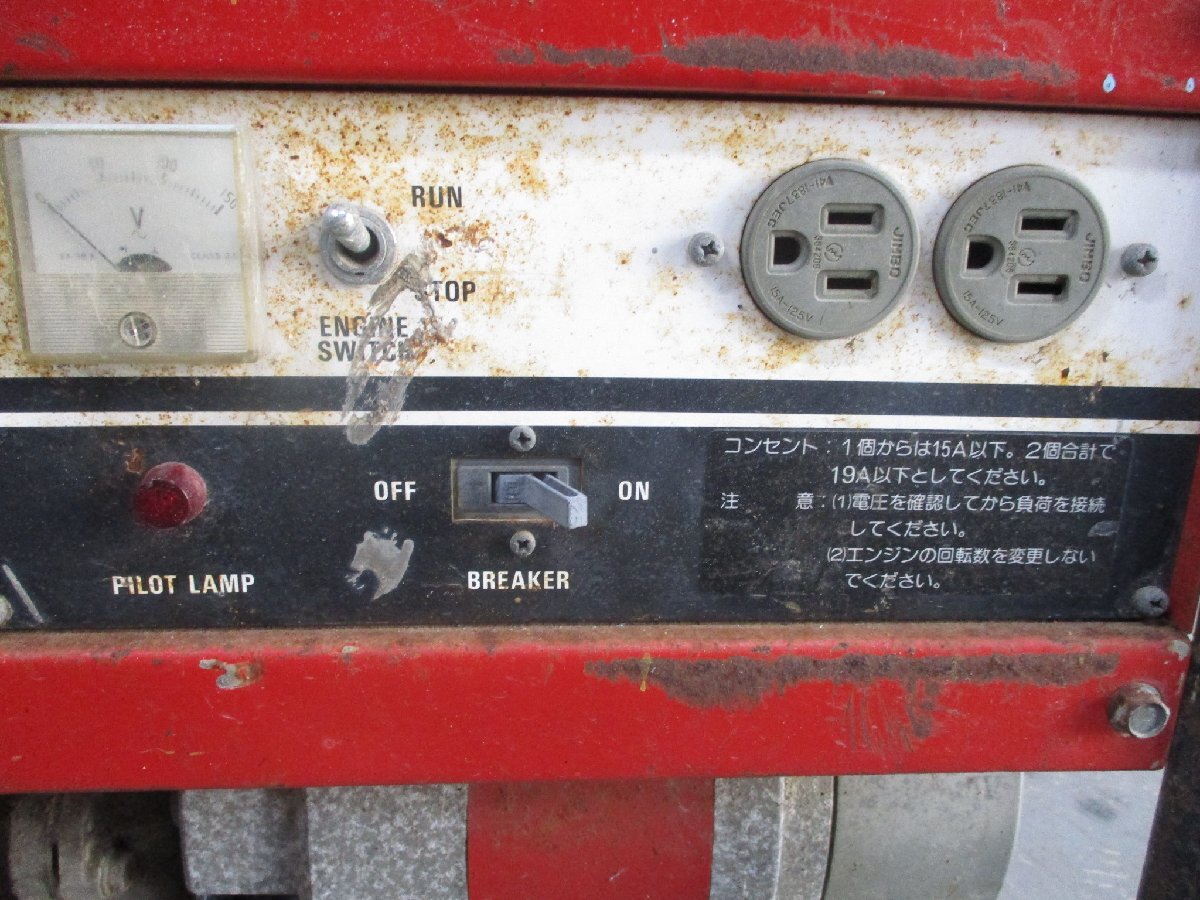 0
100
150
V
RUN
STOP
ENGINE
SWITCH
JIMBO
15A-125V
JIMBO
15A-125V
OFF
ON
PILOT LAMP
BREAKER
コンセント：1個からは15A以下。2個合計で
19A以下としてください。
注　意：(1)電圧を確認してから負荷を接続
してください。
(2)エンジンの回転数を変更しない
でください。